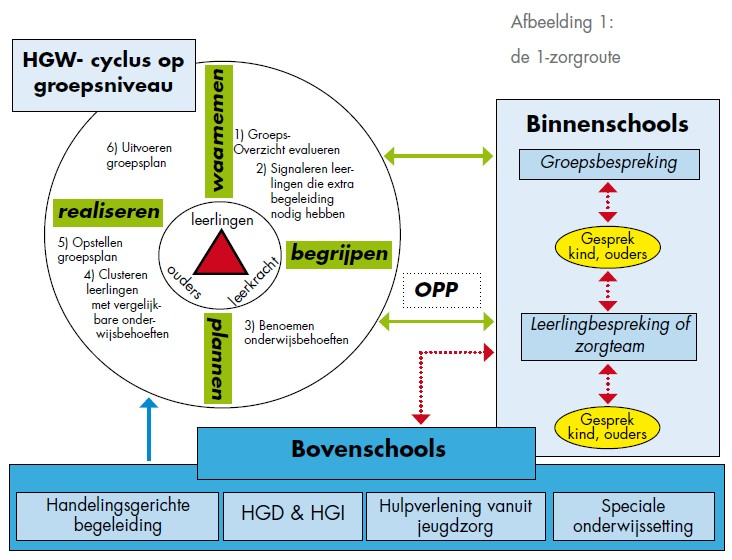 Afbeelding 1:
de 1-zorgroute
HGW- cyclus op
groepsniveau
waarnemen
1) Groeps-
Overzicht evalueren
2) Signaleren leer-
lingen die extra
begeleiding
nodig hebben
begrijpen
3) Benoemen
onderwijsbehoeften
plannen
4) Clusteren
leerlingen
met vergelijk-
bare onder-
wijsbehoeften
5) Opstellen
groepsplan
realiseren
6) Uitvoeren
groepsplan
leerlingen
ouders
leerkracht
OPP
Binnenschools
Groepsbespreking
Gesprek
kind, ouders
Leerlingbespreking of
zorgteam
Gesprek
kind, ouders
Bovenschools
Handelingsgerichte
begeleiding
HGD & HGI
Hulpverlening vanuit
jeugdzorg
Speciale
onderwijssetting